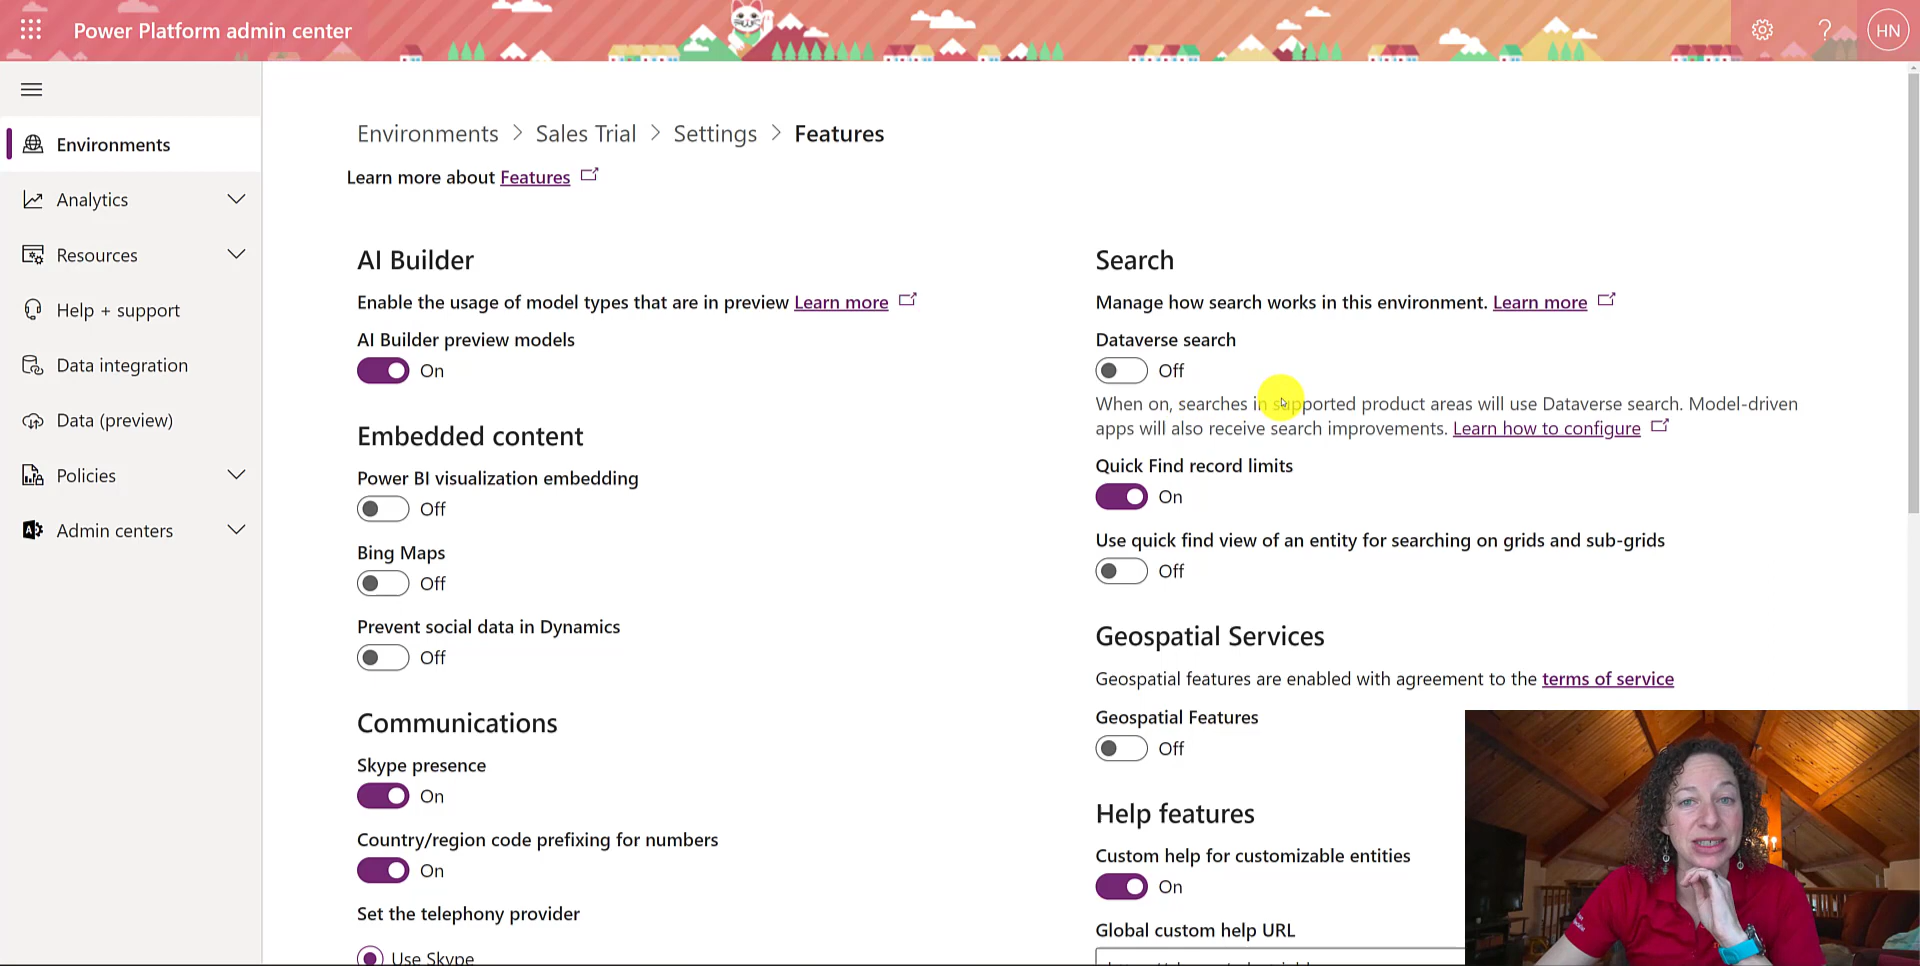 Power Platform admin center
?
HN
Environments
Analytics
Resources
Help + support
Data integration
Data (preview)
Policies
Admin centers
Environments > Sales Trial > Settings > Features
Learn more about Features
AI Builder
Enable the usage of model types that are in preview Learn more
AI Builder preview models
On
Embedded content
Power BI visualization embedding
Off
Bing Maps
Off
Prevent social data in Dynamics
Off
Communications
Skype presence
On
Country/region code prefixing for numbers
On
Set the telephony provider
Use Skype
Search
Manage how search works in this environment. Learn more
Dataverse search
Off
When on, searches in supported product areas will use Dataverse search. Model-driven
apps will also receive search improvements. Learn how to configure
Quick Find record limits
On
Use quick find view of an entity for searching on grids and sub-grids
Off
Geospatial Services
Geospatial features are enabled with agreement to the terms of service
Geospatial Features
Off
Help features
Custom help for customizable entities
On
Global custom help URL